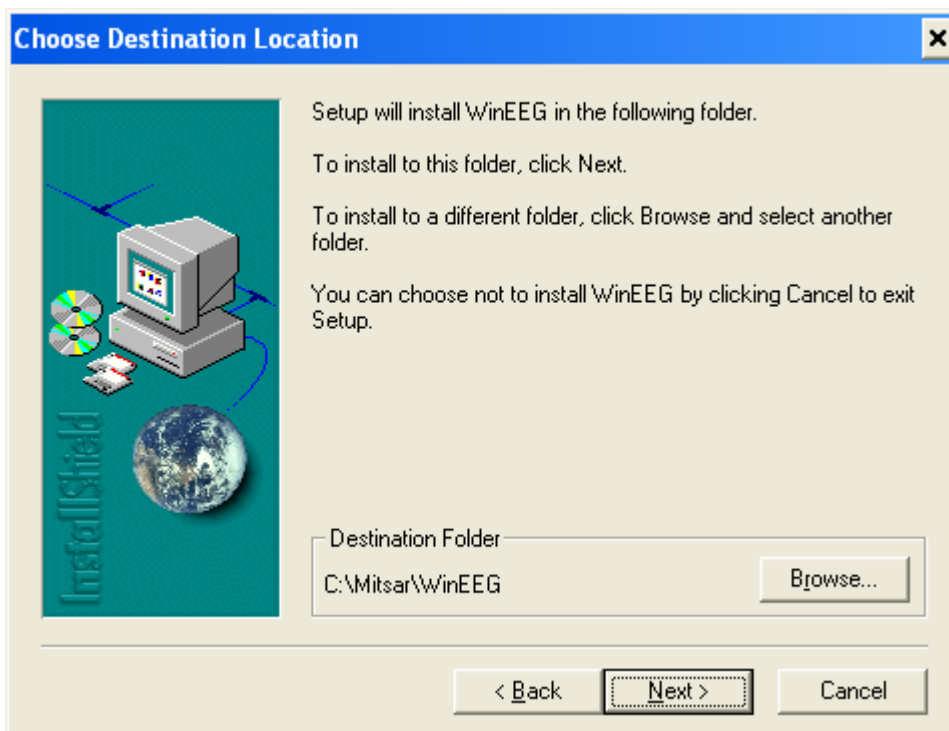 Choose Destination Location
Setup will install WinEEG in the following folder.
To install to this folder, click Next.
To install to a different folder, click Browse and select another
folder.
You can choose not to install WinEEG by clicking Cancel to exit
Setup.
InstallShield
Destination Folder
C:\Mitsar\WinEEG
Browse...
< Back
Next >
Cancel